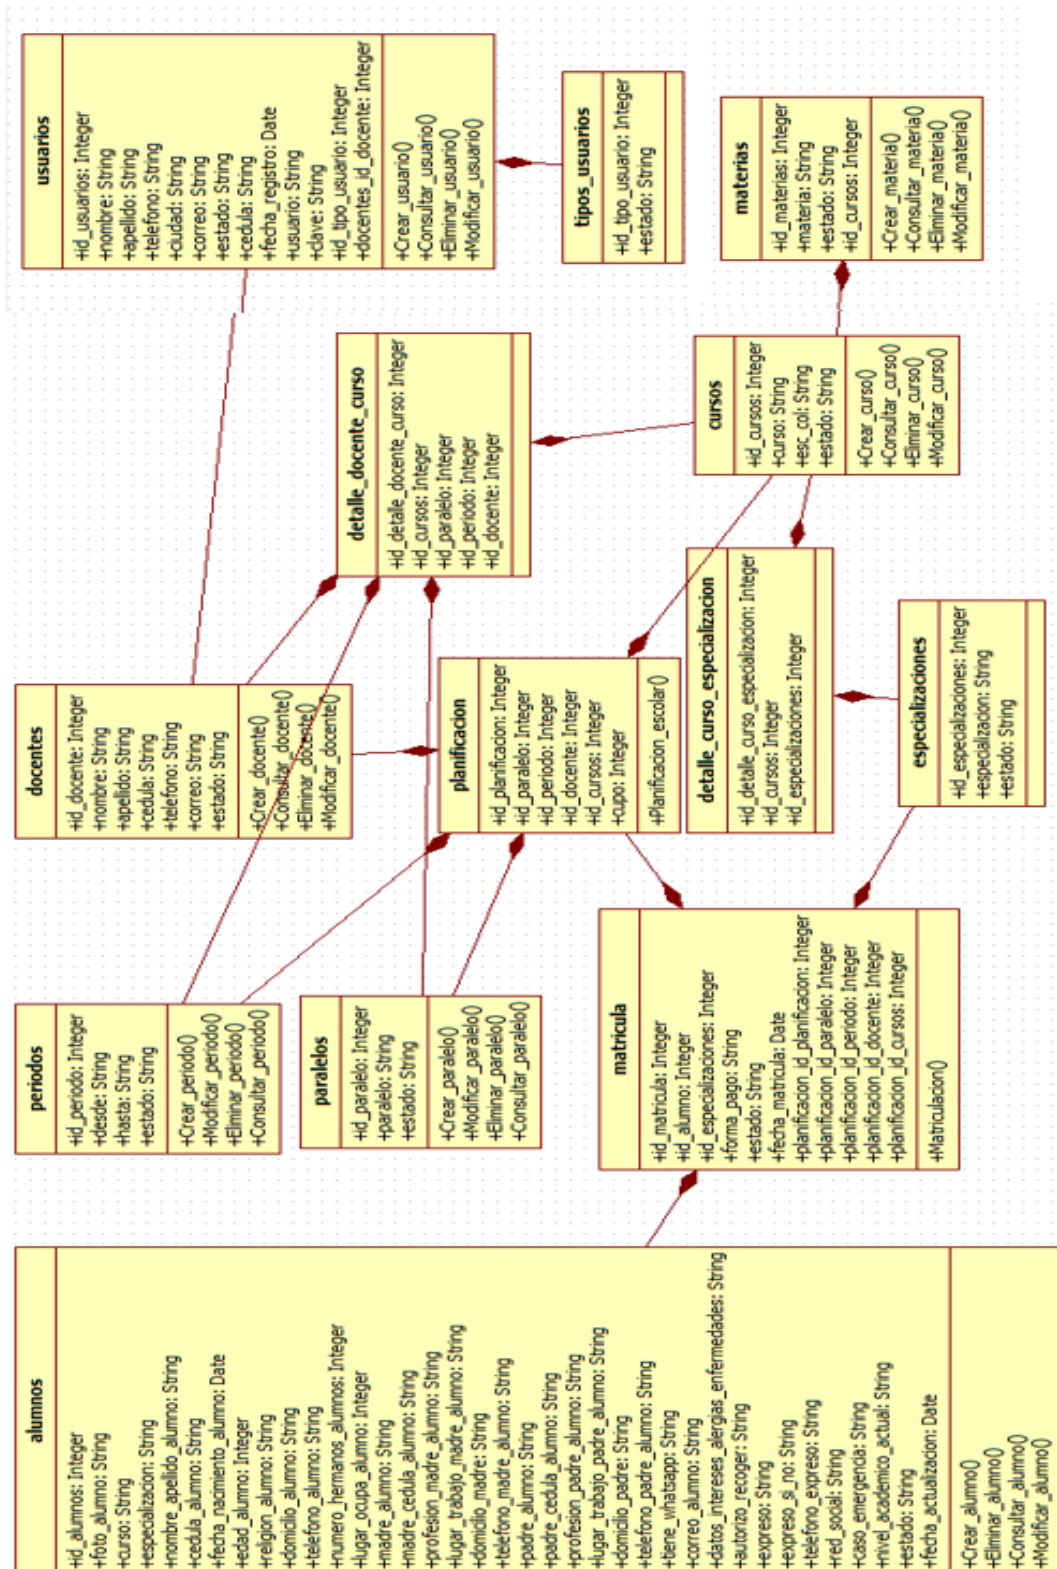 alumnos
+id_alumnos: Integer
+foto_alumno: String
+curso: String
+especializacion: String
+nombre_apellido_alumno: String
+cedula_alumno: String
+fecha_nacimiento_alumno: Date
+edad_alumno: Integer
+religion_alumno: String
+domicilio_alumno: String
+telefono_alumno: String
+numero_hermanos_alumnos: Integer
+lugar_ocupa_alumno: Integer
+madre_alumno: String
+madre_cedula_alumno: String
+profesion_madre_alumno: String
+lugar_trabajo_madre_alumno: String
+domicilio_madre: String
+telefono_madre_alumno: String
+padre_alumno: String
+padre_cedula_alumno: String
+profesion_padre_alumno: String
+lugar_trabajo_padre_alumno: String
+domicilio_padre: String
+telefono_padre_alumno: String
+tiene_whatsapp: String
+correo_alumno: String
+datos_intereses_alergias_enfermedades: String
+autorizo_recoger: String
+expreso: String
+expreso_si_no: String
+telefono_expreso: String
+red_social: String
+caso_emergencia: String
+nivel_academico_actual: String
+estado: String
+fecha_actualizacion: Date
+Crear_alumno()
+Eliminar_alumno()
+Consultar_alumno()
+Modificar_alumno()
periodos
+id_periodo: Integer
+desde: String
+hasta: String
+estado: String
+Crear_periodo()
+Modificar_periodo()
+Eliminar_periodo()
+Consultar_periodo()
paralelos
+id_paralelo: Integer
+paralelo: String
+estado: String
+Crear_paralelo()
+Modificar_paralelo()
+Eliminar_paralelo()
+Consultar_paralelo()
matricula
+id_matricula: Integer
+id_alumno: Integer
+id_especializaciones: Integer
+forma_pago: String
+estado: String
+fecha_matricula: Date
+planificacion_id_planificacion: Integer
+planificacion_id_paralelo: Integer
+planificacion_id_periodo: Integer
+planificacion_id_docente: Integer
+planificacion_id_cursos: Integer
+Matriculacion()
docentes
+id_docente: Integer
+nombre: String
+apellido: String
+cedula: String
+telefono: String
+correo: String
+estado: String
+Crear_docente()
+Consultar_docente()
+Eliminar_docente()
+Modificar_docente()
planificacion
+id_planificacion: Integer
+id_paralelo: Integer
+id_periodo: Integer
+id_docente: Integer
+id_cursos: Integer
+cupo: Integer
+Planificacion_escolar()
detalle_curso_especializacion
+id_detalle_curso_especializacion: Integer
+id_cursos: Integer
+id_especializaciones: Integer
especializaciones
+id_especializaciones: Integer
+especializacion: String
+estado: String
detalle_docente_curso
+id_detalle_docente_curso: Integer
+id_cursos: Integer
+id_paralelo: Integer
+id_periodo: Integer
+id_docente: Integer
cursos
+id_cursos: Integer
+curso: String
+esc_col: String
+estado: String
+Crear_curso()
+Consultar_curso()
+Eliminar_curso()
+Modificar_curso()
usuarios
+id_usuarios: Integer
+nombre: String
+apellido: String
+telefono: String
+ciudad: String
+correo: String
+estado: String
+cedula: String
+fecha_registro: Date
+usuario: String
+clave: String
+id_tipo_usuario: Integer
+docentes_id_docente: Integer
+Crear_usuario()
+Consultar_usuario()
+Eliminar_usuario()
+Modificar_usuario()
tipos_usuarios
+id_tipo_usuario: Integer
+estado: String
materias
+id_materias: Integer
+materia: String
+estado: String
+id_cursos: Integer
+Crear_materia()
+Consultar_materia()
+Eliminar_materia()
+Modificar_materia()